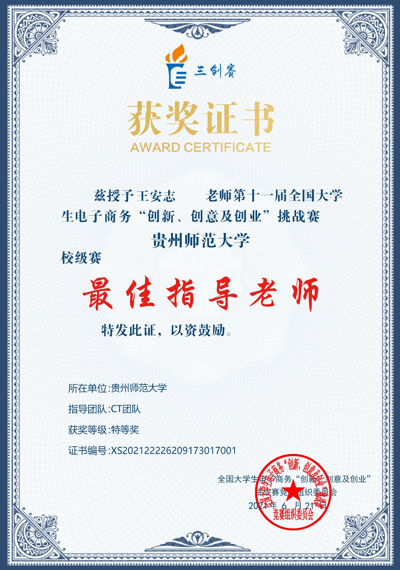 三创赛
获奖证书
AWARD CERTIFICATE
兹授予王安志 老师第十一届全国大学
生电子商务“创新、创意及创业”挑战赛
贵州师范大学
校级赛
最佳指导老师
特发此证，以资鼓励。
所在单位:贵州师范大学
指导团队:CT团队
获奖等级:特等奖
证书编号:XS202122226209173017001
全国大学生电子商务“创新、创意及创业”
挑战赛竞赛组织委员会
2021年 6 月 21日
竞赛组织委员会